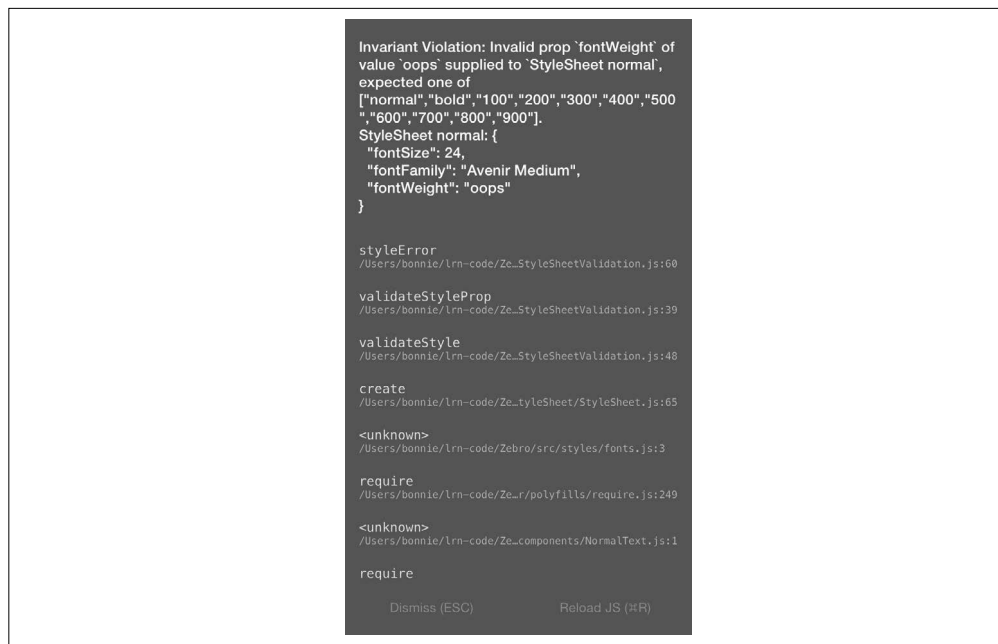 Invariant Violation: Invalid prop `fontWeight` of
value `oops` supplied to `StyleSheet normal`,
expected one of
["normal","bold","100","200","300","400","500
","600","700","800","900"].
StyleSheet normal: {
"fontSize": 24,
"fontFamily": "Avenir Medium",
"fontWeight": "oops"
}
styleError
/Users/bonnie/lrn-code/Ze…StyleSheetValidation.js:60
validateStyleProp
/Users/bonnie/lrn-code/Ze…StyleSheetValidation.js:39
validateStyle
/Users/bonnie/lrn-code/Ze…StyleSheetValidation.js:48
create
/Users/bonnie/lrn-code/Ze…tyleSheet/StyleSheet.js:65
<unknown>
/Users/bonnie/lrn-code/Zebro/src/styles/fonts.js:3
require
/Users/bonnie/lrn-code/Ze…r/polyfills/require.js:249
<unknown>
/Users/bonnie/lrn-code/Ze…components/NormalText.js:1
require
Dismiss (ESC) Reload JS (⌘R)